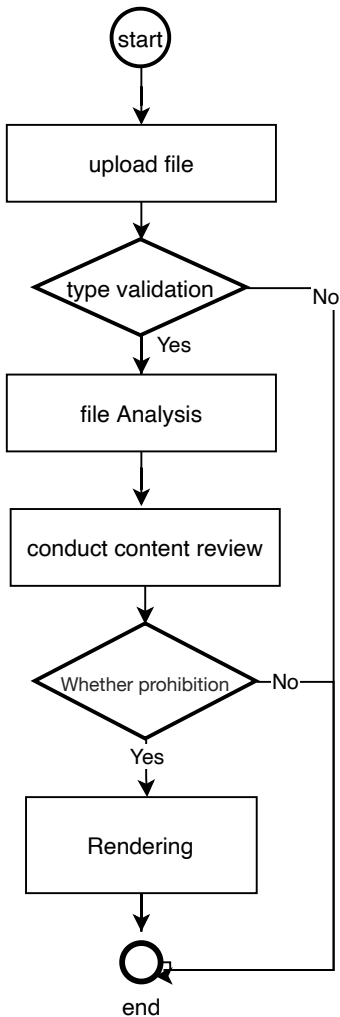 start
upload file
type validation
No
Yes
file Analysis
conduct content review
Whether prohibition
No
Yes
Rendering
end